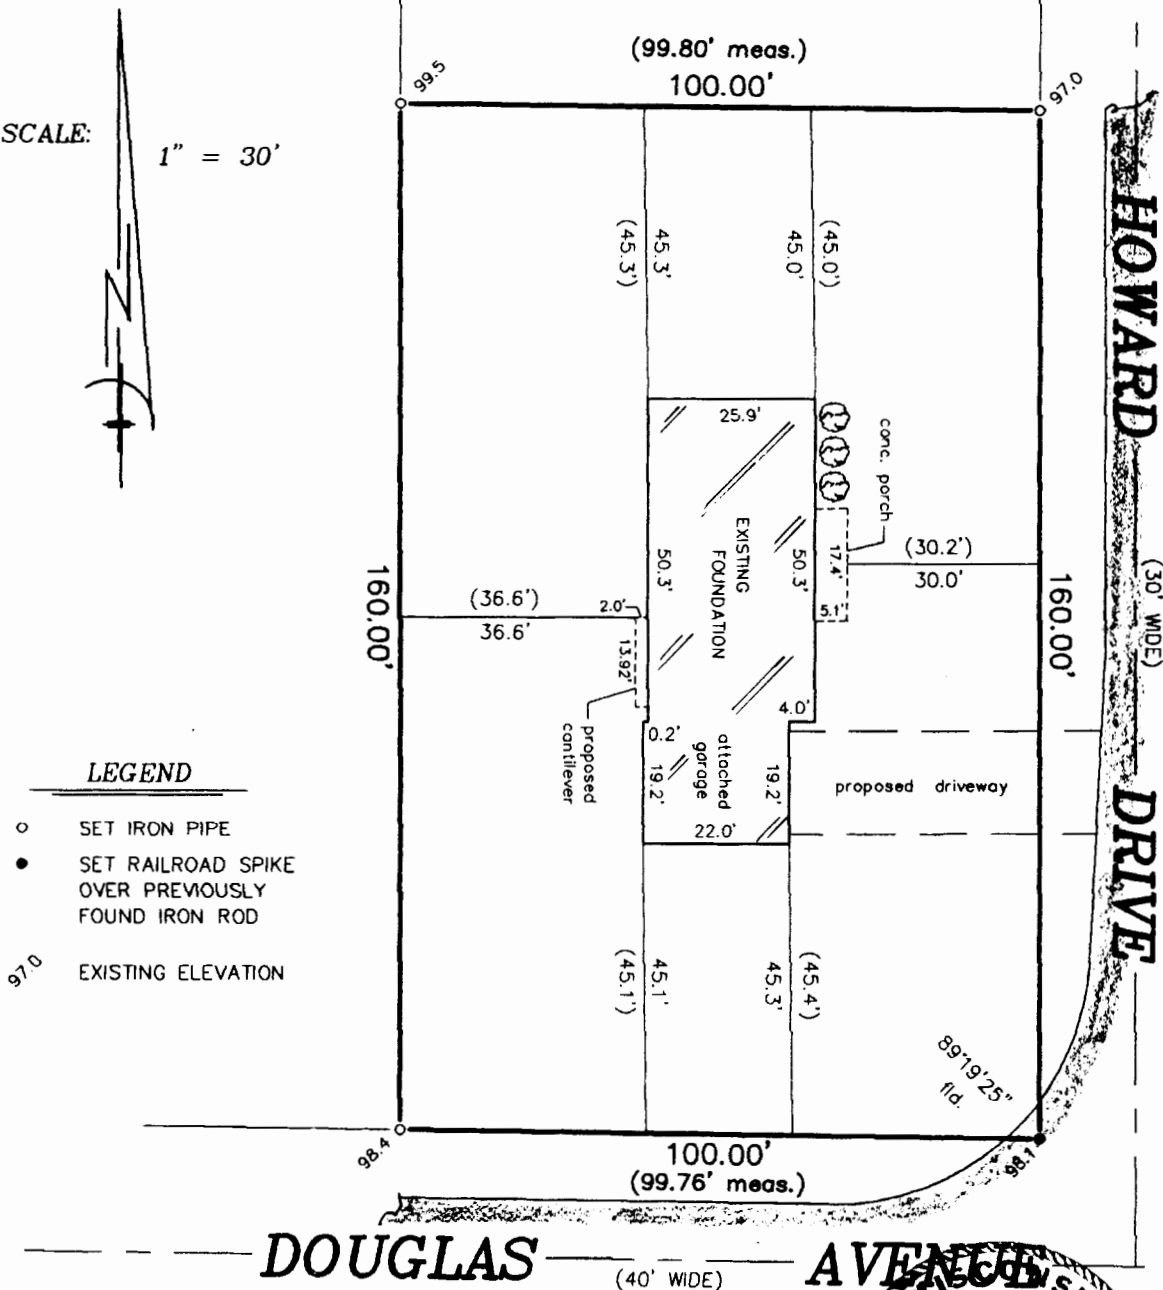 (99.80' meas.)
100.00'
99.5
97.0
SCALE:
1" = 30'
N
(45.3')
45.3'
45.0'
(45.0')
HOWARD DRIVE
(30' WIDE)
25.9'
conc. porch
EXISTING
FOUNDATION
50.3'
50.3'
17.4'
5.1'
(30.2')
30.0'
160.00'
160.00'
(36.6')
36.6'
2.0'
13.92'
proposed
cantilever
4.0'
0.2'
attached
garage
19.2'
19.2'
22.0'
proposed driveway
LEGEND
SET IRON PIPE
SET RAILROAD SPIKE
OVER PREVIOUSLY
FOUND IRON ROD
97.0 EXISTING ELEVATION
(45.1')
45.1'
45.3'
(45.4')
89°19'25"
fld.
98.4
98.1
100.00'
(99.76' meas.)
DOUGLAS AVENUE
(40' WIDE)
SCONS